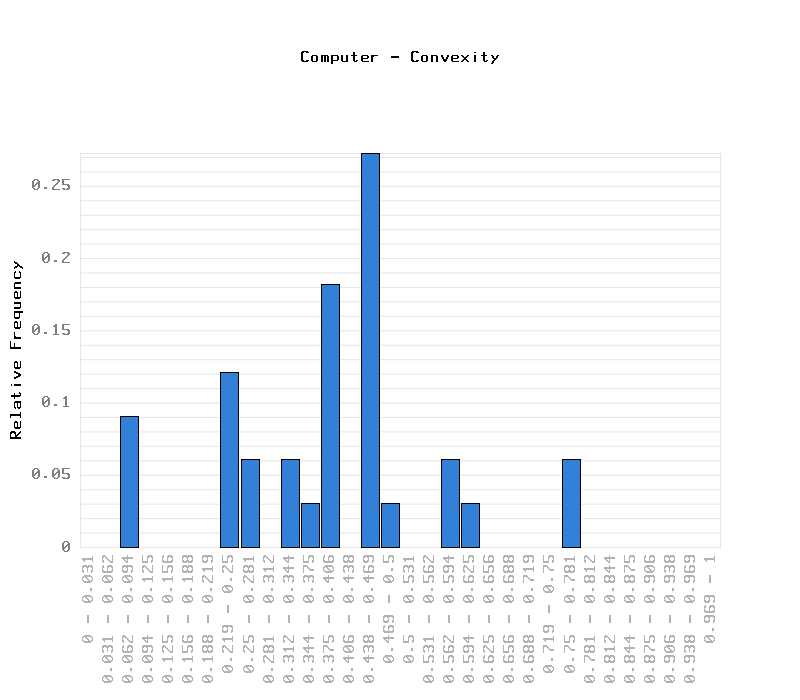 Computer - Convexity
Relative Frequency
0.25
0.2
0.15
0.1
0.05
0
0 - 0.031
0.031 - 0.062
0.062 - 0.094
0.094 - 0.125
0.125 - 0.156
0.156 - 0.188
0.188 - 0.219
0.219 - 0.25
0.25 - 0.281
0.281 - 0.312
0.312 - 0.344
0.344 - 0.375
0.375 - 0.406
0.406 - 0.438
0.438 - 0.469
0.469 - 0.5
0.5 - 0.531
0.531 - 0.562
0.562 - 0.594
0.594 - 0.625
0.625 - 0.656
0.656 - 0.688
0.688 - 0.719
0.719 - 0.75
0.75 - 0.781
0.781 - 0.812
0.812 - 0.844
0.844 - 0.875
0.875 - 0.906
0.906 - 0.938
0.938 - 0.969
0.969 - 1